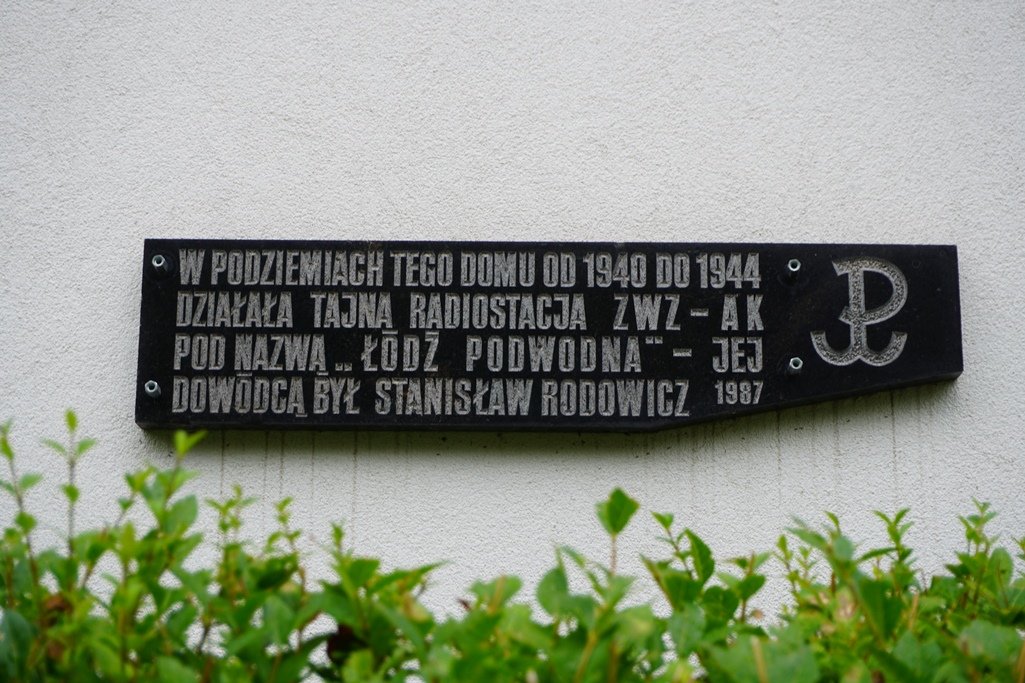 W PODZIEMIACH TEGO DOMU OD 1940 DO 1944
DZIAŁAŁA TAJNA RADIOSTACJA ZWZ - AK
POD NAZWĄ „ŁÓDŹ PODWODNA“ - JEJ
DOWÓDCĄ BYŁ STANISŁAW RODOWICZ 1987